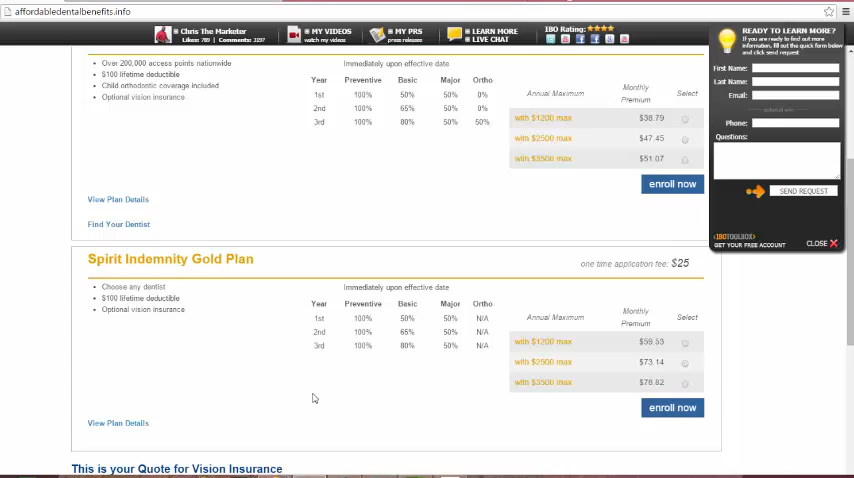 affordabledentalbenefits.info
Chris The Marketer
Likes: 789 | Comments: 3197
MY VIDEOS
watch my videos
MY PRS
press releases
LEARN MORE
LIVE CHAT
IBO Rating:
READY TO LEARN MORE?
If you are ready to find out more
information, fill out the quick form below
and click send request
First Name:
Last Name:
Email:
optional info
Phone:
Questions:
SEND REQUEST
IBOTOOLBOX
GET YOUR FREE ACCOUNT
CLOSE X
Over 200,000 access points nationwide
$100 lifetime deductible
Child orthodontic coverage included
Optional vision insurance
Immediately upon effective date
Year Preventive Basic Major Ortho
1st 100% 50% 50% 0%
2nd 100% 65% 50% 0%
3rd 100% 80% 50% 50%
Annual Maximum Monthly Premium Select
with $1200 max $38.79
with $2500 max $47.45
with $3500 max $51.07
enroll now
View Plan Details
Find Your Dentist
Spirit Indemnity Gold Plan
one time application fee: $25
Choose any dentist
$100 lifetime deductible
Optional vision insurance
Immediately upon effective date
Year Preventive Basic Major Ortho
1st 100% 50% 50% N/A
2nd 100% 65% 50% N/A
3rd 100% 80% 50% N/A
Annual Maximum Monthly Premium Select
with $1200 max $59.53
with $2500 max $73.14
with $3500 max $78.82
enroll now
View Plan Details
This is your Quote for Vision Insurance